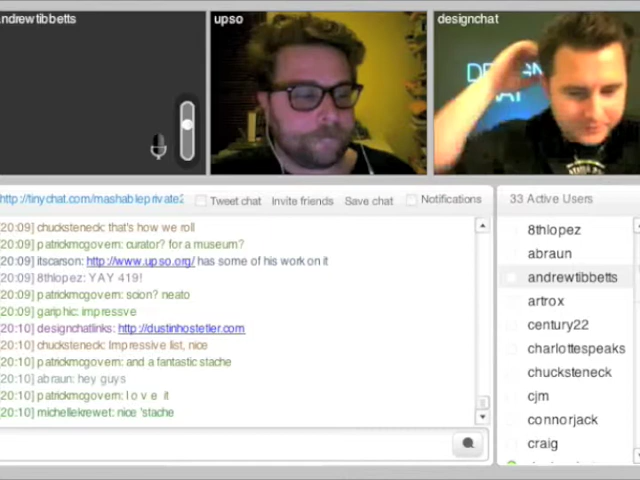 andrewtibbetts
upso
designchat
http://tinychat.com/mashableprivate2
Tweet chat
Invite friends
Save chat
Notifications
33 Active Users
[20:09] chucksteneck: that's how we roll
[20:09] patrickmcgovern: curator? for a museum?
[20:09] itscarson: http://www.upso.org/ has some of his work on it
[20:09] 8thlopez: YAY 419!
[20:09] patrickmcgovern: scion? neato
[20:09] gariphic: impressve
[20:10] designchatlinks: http://dustinhostetler.com
[20:10] chucksteneck: Impressive list, nice
[20:10] patrickmcgovern: and a fantastic stache
[20:10] abraun: hey guys
[20:10] patrickmcgovern: l o v e it
[20:10] michellekrewet: nice 'stache
8thlopez
abraun
andrewtibbetts
artrox
century22
charlottespeaks
chucksteneck
cjm
connorjack
craig